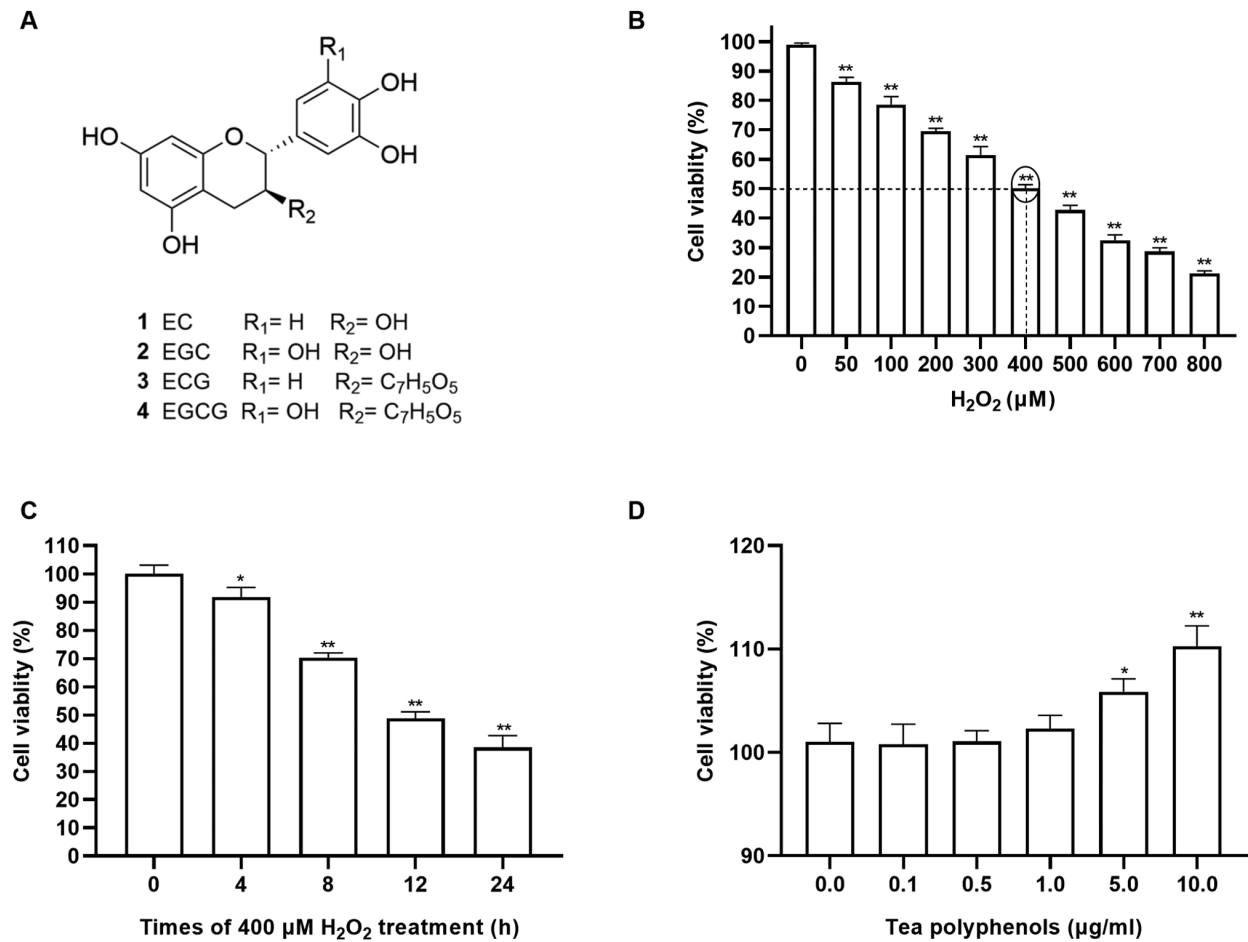 A
R₁
OH
HO
O
OH
R₂
OH
1 EC R₁= H R₂= OH
2 EGC R₁= OH R₂= OH
3 ECG R₁= H R₂= C₇H₅O₅
4 EGCG R₁= OH R₂= C₇H₅O₅
B
Cell viablity (%)
100
90
80
70
60
50
40
30
20
10
0
**
**
**
**
**
**
**
**
**
0 50 100 200 300 400 500 600 700 800
H₂O₂ (µM)
C
Cell viablity (%)
110
100
90
80
70
60
50
40
30
20
10
0
*
**
**
**
0 4 8 12 24
Times of 400 µM H₂O₂ treatment (h)
D
Cell viablity (%)
120
110
100
90
*
**
0.0 0.1 0.5 1.0 5.0 10.0
Tea polyphenols (µg/ml)